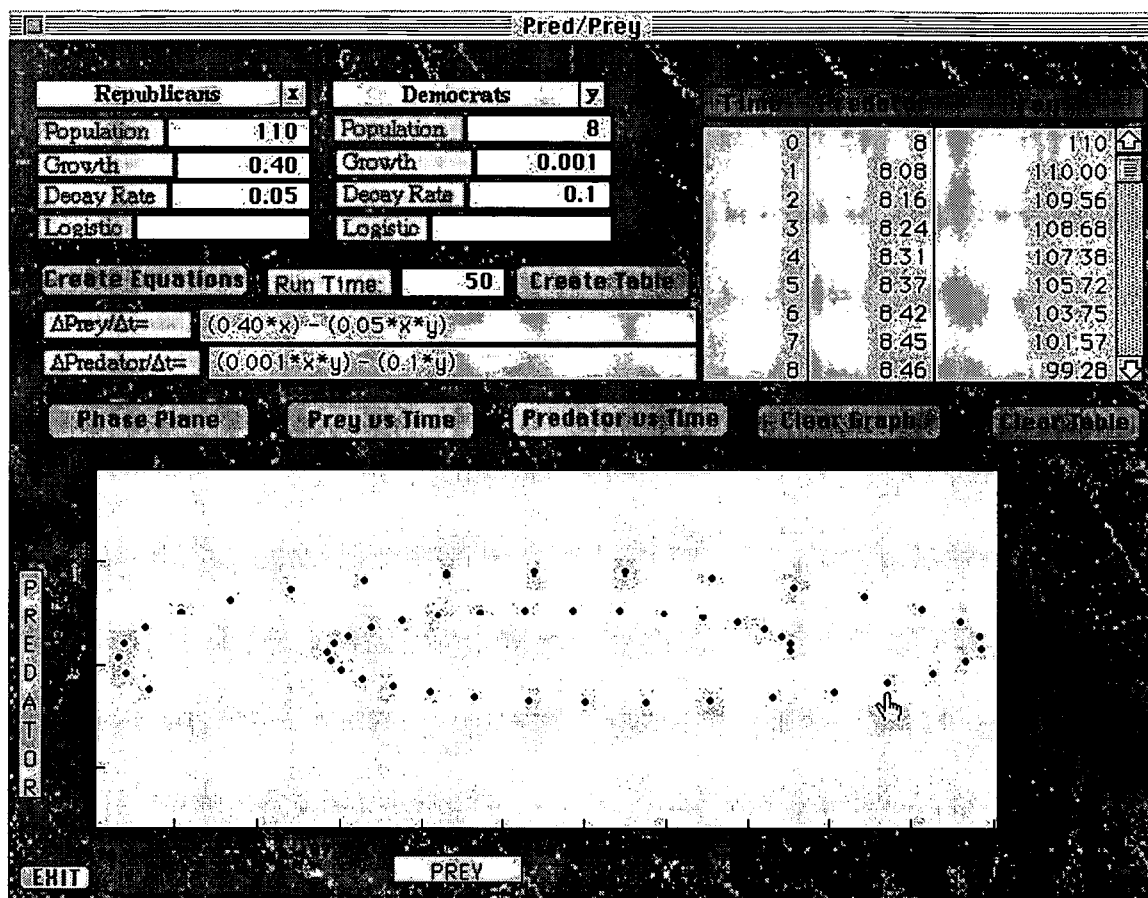 Pred/Prey
Republicans x
Population 110
Growth 0.40
Decay Rate 0.05
Logistic
Democrats y
Population 8
Growth 0.001
Decay Rate 0.1
Logistic
Time Predator Prey
0 8 110
1 8.08 110.00
2 8.16 109.56
3 8.24 108.68
4 8.31 107.38
5 8.37 105.72
6 8.42 103.75
7 8.45 101.57
8 8.46 99.28
Create Equations Run Time: 50 Create Table
ΔPrey/Δt= (0.40*x) - (0.05*x*y)
ΔPredator/Δt= (0.001*x*y) - (0.1*y)
Phase Plane Prey vs Time Predator vs Time Clear Graph Clear Table
PREDATOR
PREY
EXIT